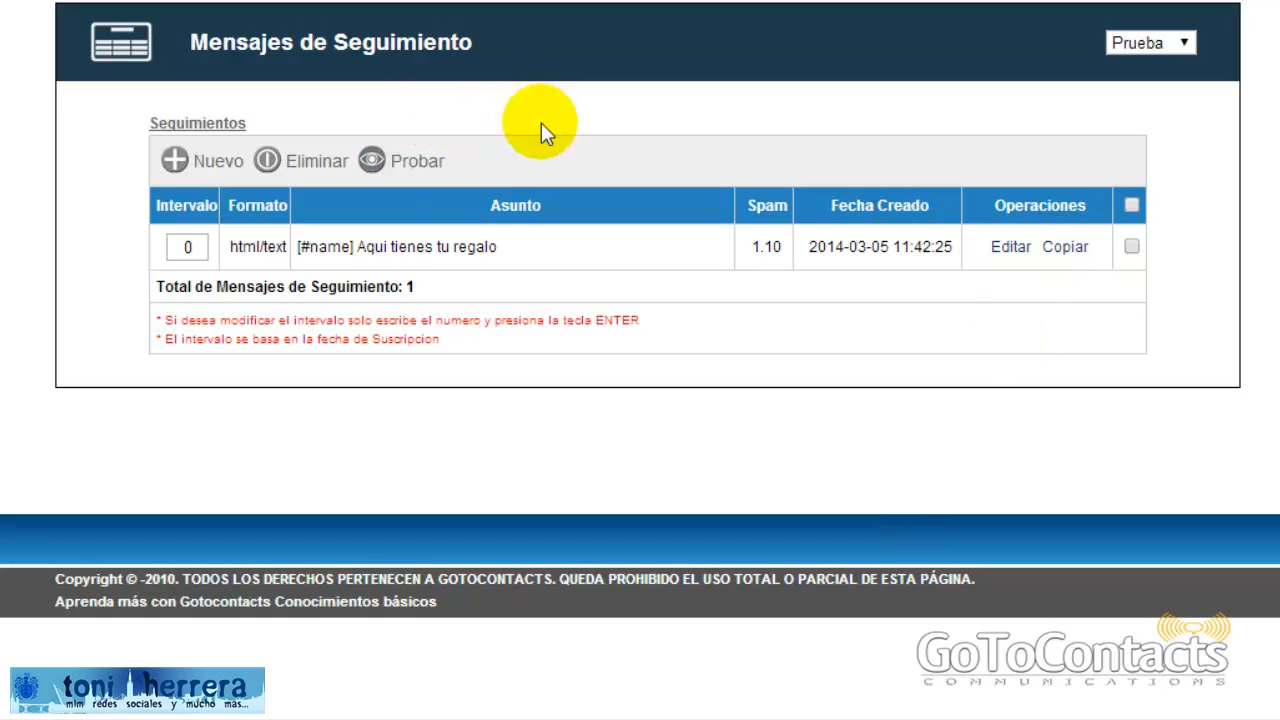 Mensajes de Seguimiento
Prueba
Seguimientos
Nuevo Eliminar Probar
Intervalo Formato Asunto Spam Fecha Creado Operaciones
0 html/text [#name] Aqui tienes tu regalo 1.10 2014-03-05 11:42:25 Editar Copiar
Total de Mensajes de Seguimiento: 1
* Si desea modificar el intervalo solo escribe el numero y presiona la tecla ENTER
* El intervalo se basa en la fecha de Suscripcion
Copyright © -2010. TODOS LOS DERECHOS PERTENECEN A GOTOCONTACTS. QUEDA PROHIBIDO EL USO TOTAL O PARCIAL DE ESTA PÁGINA.
Aprenda más con Gotocontacts Conocimientos básicos
GoToContacts
COMMUNICATIONS
toni herrera
mlm redes sociales y mucho mas...